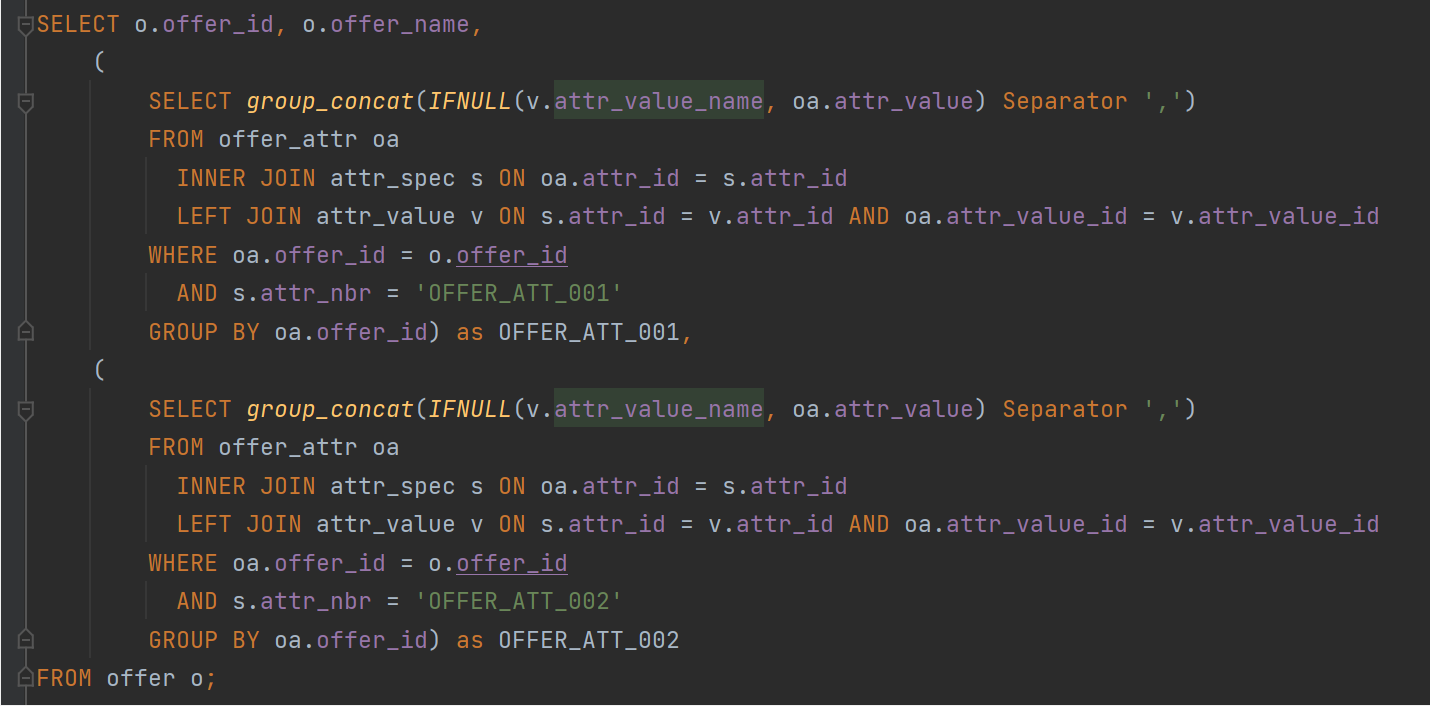 SELECT o.offer_id, o.offer_name,
(
SELECT group_concat(IFNULL(v.attr_value_name, oa.attr_value) Separator ',')
FROM offer_attr oa
INNER JOIN attr_spec s ON oa.attr_id = s.attr_id
LEFT JOIN attr_value v ON s.attr_id = v.attr_id AND oa.attr_value_id = v.attr_value_id
WHERE oa.offer_id = o.offer_id
AND s.attr_nbr = 'OFFER_ATT_001'
GROUP BY oa.offer_id) as OFFER_ATT_001,
(
SELECT group_concat(IFNULL(v.attr_value_name, oa.attr_value) Separator ',')
FROM offer_attr oa
INNER JOIN attr_spec s ON oa.attr_id = s.attr_id
LEFT JOIN attr_value v ON s.attr_id = v.attr_id AND oa.attr_value_id = v.attr_value_id
WHERE oa.offer_id = o.offer_id
AND s.attr_nbr = 'OFFER_ATT_002'
GROUP BY oa.offer_id) as OFFER_ATT_002
FROM offer o;